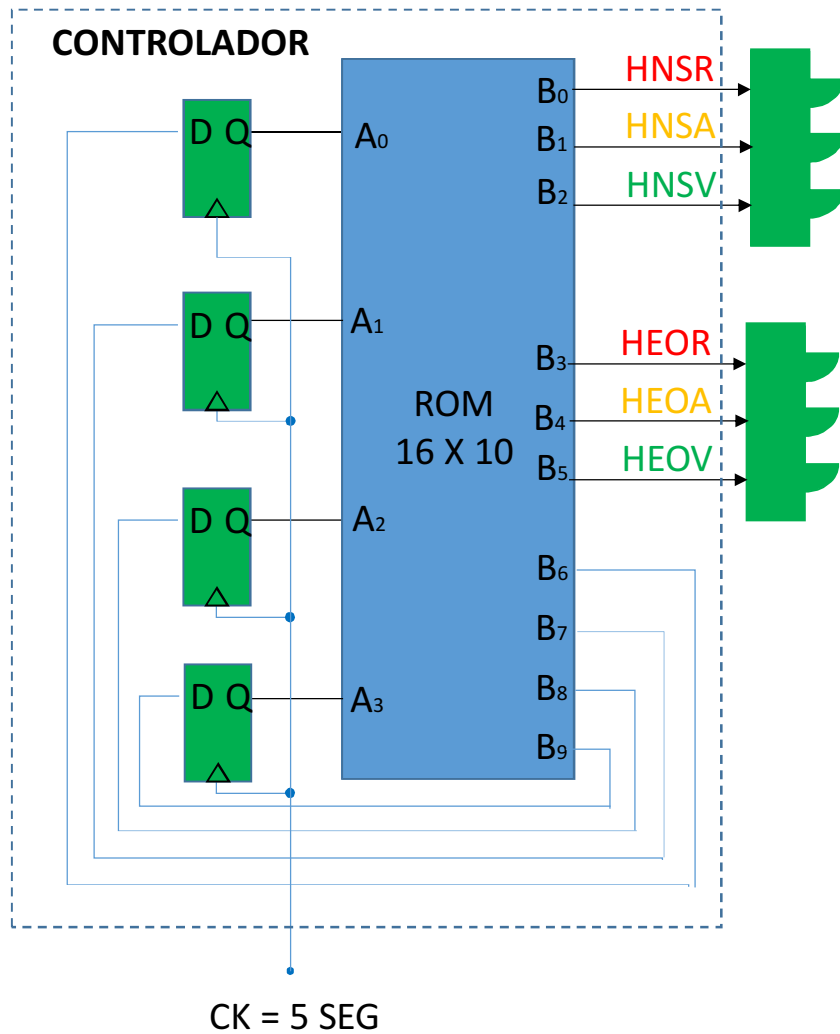 CONTROLADOR
D Q
A0
D Q
A1
D Q
A2
D Q
A3
ROM
16 X 10
B0
HNSR
B1
HNSA
B2
HNSV
B3
HEOR
B4
HEOA
B5
HEOV
B6
B7
B8
B9
CK = 5 SEG